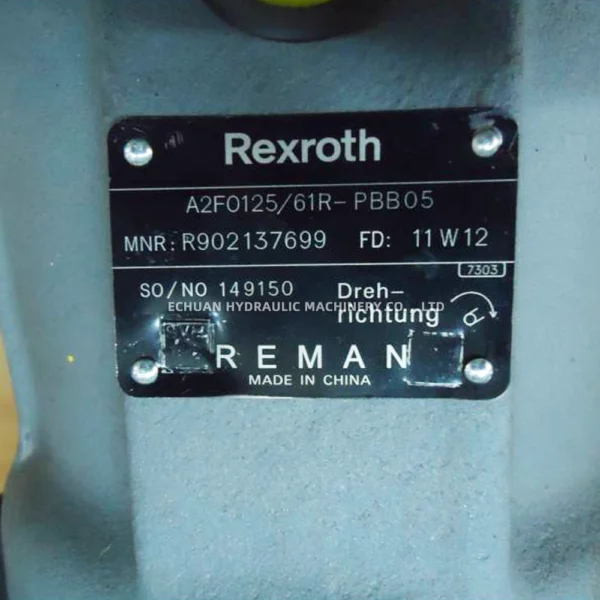 Rexroth
A2FO125/61R-PBB05
MNR: R902137699 FD: 11W12
7303
SO/NO 149150 Dreh-
ECHUAN HYDRAULIC MACHINERY CO., LTD
richtung R
REMAN
MADE IN CHINA